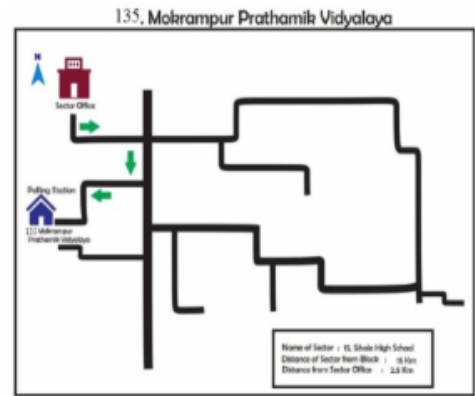 135, Mokrampur Prathamik Vidyalaya
N
Sector Office
Polling Station
Mokrampur
Prathamik Vidyalaya
Name of Sector : 15, Sihole High School
Distance of Sector from Block : 15 Km
Distance from Sector Office : 2.5 Km